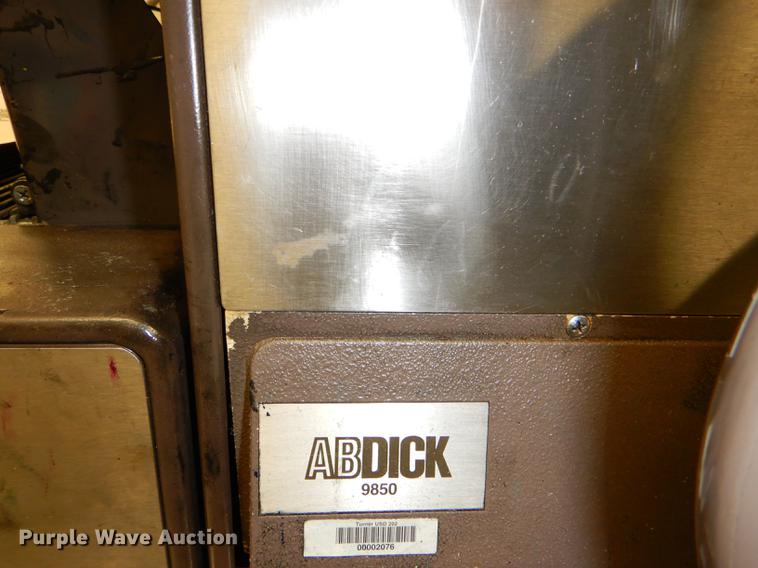 ABDICK
9850
Turner USD 202
00002076
Purple Wave Auction